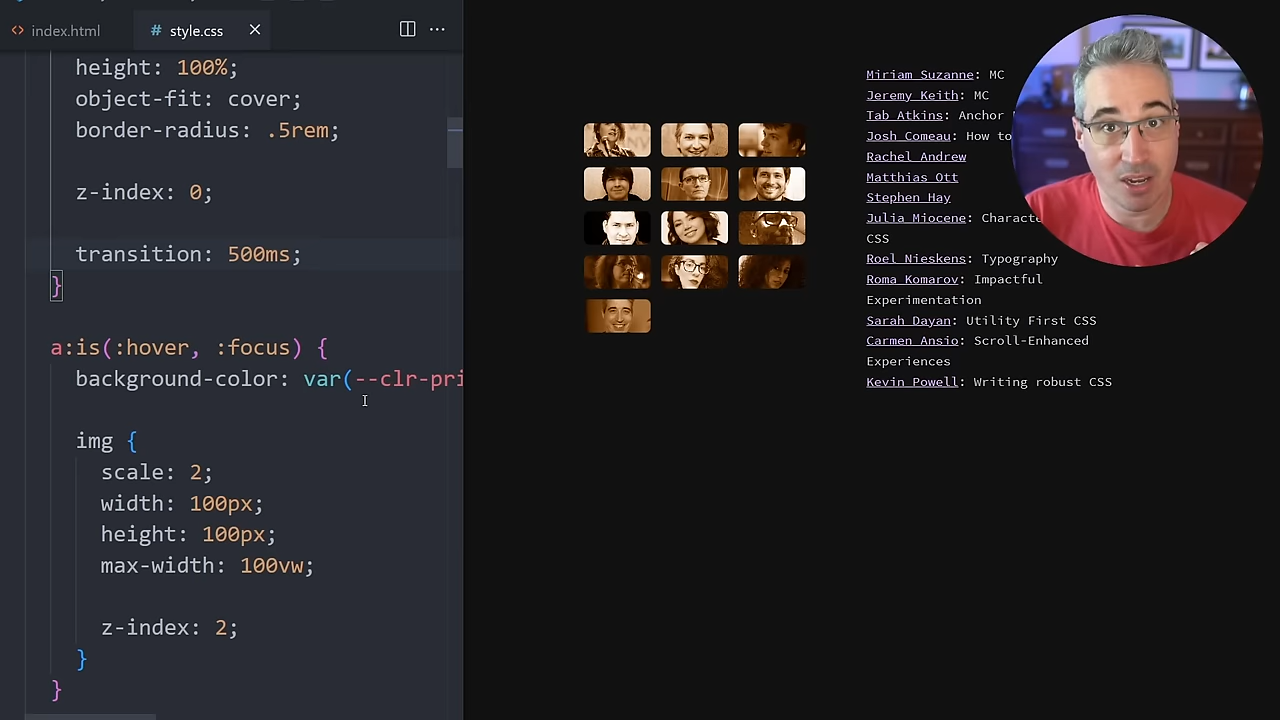 index.html
# style.css
height: 100%;
object-fit: cover;
border-radius: .5rem;
z-index: 0;
transition: 500ms;
}
a:is(:hover, :focus) {
background-color: var(--clr-pri
img {
scale: 2;
width: 100px;
height: 100px;
max-width: 100vw;
z-index: 2;
}
}
Miriam Suzanne: MC
Jeremy Keith: MC
Tab Atkins: Anchor
Josh Comeau: How to
Rachel Andrew
Matthias Ott
Stephen Hay
Julia Miocene: Characte
CSS
Roel Nieskens: Typography
Roma Komarov: Impactful
Experimentation
Sarah Dayan: Utility First CSS
Carmen Ansio: Scroll-Enhanced
Experiences
Kevin Powell: Writing robust CSS